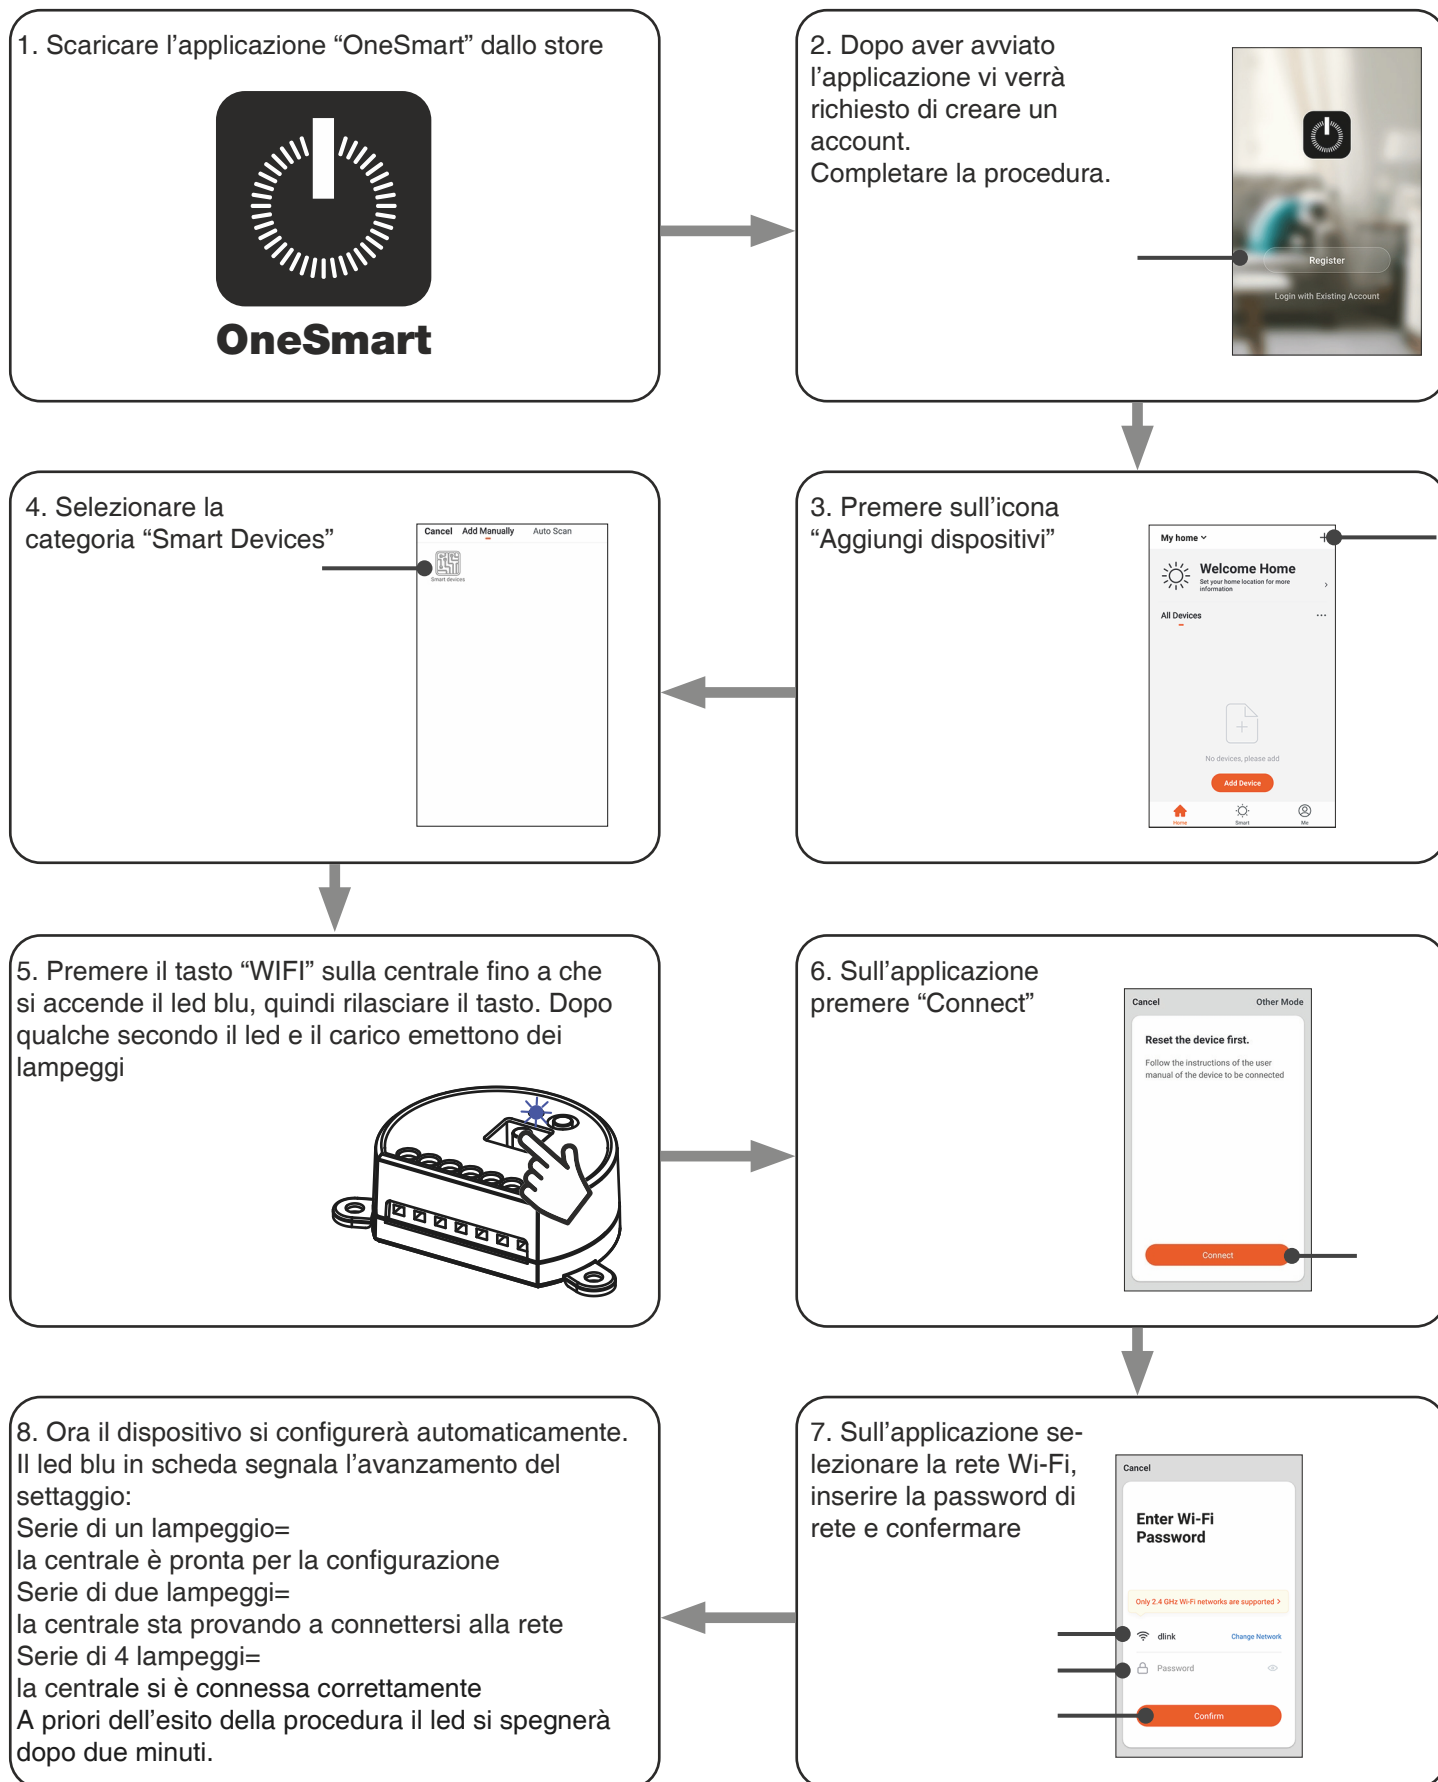 1. Scaricare l’applicazione “OneSmart” dallo store
OneSmart
2. Dopo aver avviato
l’applicazione vi verrà
richiesto di creare un
account.
Completare la procedura.
Register
Login with Existing Account
3. Premere sull’icona
“Aggiungi dispositivi”
My home
Welcome Home
Set your home location for more
information
All Devices
No devices, please add
Add Device
Home
Smart
Me
4. Selezionare la
categoria “Smart Devices”
Cancel Add Manually Auto Scan
Smart devices
5. Premere il tasto “WIFI” sulla centrale fino a che
si accende il led blu, quindi rilasciare il tasto. Dopo
qualche secondo il led e il carico emettono dei
lampeggi
6. Sull’applicazione
premere “Connect”
Cancel Other Mode
Reset the device first.
Follow the instructions of the user
manual of the device to be connected
Connect
7. Sull’applicazione se-
lezionare la rete Wi-Fi,
inserire la password di
rete e confermare
Cancel
Enter Wi-Fi
Password
Only 2.4 GHz Wi-Fi networks are supported >
dlink Change Network
Password
Confirm
8. Ora il dispositivo si configurerà automaticamente.
Il led blu in scheda segnala l’avanzamento del
settaggio:
Serie di un lampeggio=
la centrale è pronta per la configurazione
Serie di due lampeggi=
la centrale sta provando a connettersi alla rete
Serie di 4 lampeggi=
la centrale si è connessa correttamente
A priori dell’esito della procedura il led si spegnerà
dopo due minuti.